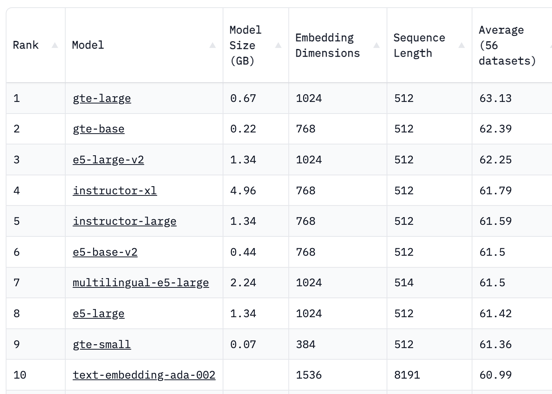 Rank Model Model Size (GB) Embedding Dimensions Sequence Length Average (56 datasets)
1 gte-large 0.67 1024 512 63.13
2 gte-base 0.22 768 512 62.39
3 e5-large-v2 1.34 1024 512 62.25
4 instructor-xl 4.96 768 512 61.79
5 instructor-large 1.34 768 512 61.59
6 e5-base-v2 0.44 768 512 61.5
7 multilingual-e5-large 2.24 1024 514 61.5
8 e5-large 1.34 1024 512 61.42
9 gte-small 0.07 384 512 61.36
10 text-embedding-ada-002 1536 8191 60.99